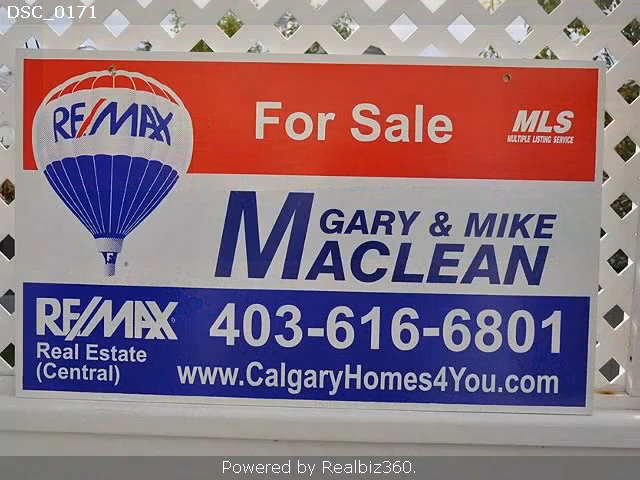 DSC_0171
RE/MAX
For Sale
MLS
MULTIPLE LISTING SERVICE
GARY & MIKE
MACLEAN
RE/MAX
403-616-6801
Real Estate
(Central)
www.CalgaryHomes4You.com
Powered by Realbiz360.